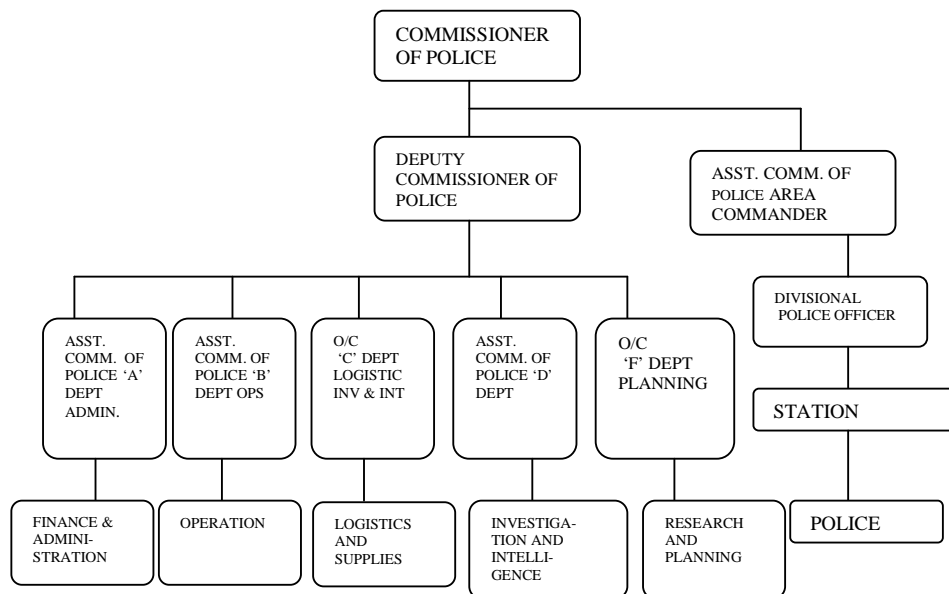 COMMISSIONER
OF POLICE
DEPUTY
COMMISSIONER OF
POLICE
ASST. COMM. OF
POLICE AREA
COMMANDER
ASST.
COMM. OF
POLICE ‘A’
DEPT
ADMIN.
ASST.
COMM. OF
POLICE ‘B’
DEPT OPS
O/C
‘C’ DEPT
LOGISTIC
INV & INT
ASST.
COMM. OF
POLICE ‘D’
DEPT
O/C
‘F’ DEPT
PLANNING
DIVISIONAL
POLICE OFFICER
STATION
FINANCE &
ADMINI-
STRATION
OPERATION
LOGISTICS
AND
SUPPLIES
INVESTIGA-
TION AND
INTELLI-
GENCE
RESEARCH
AND
PLANNING
POLICE